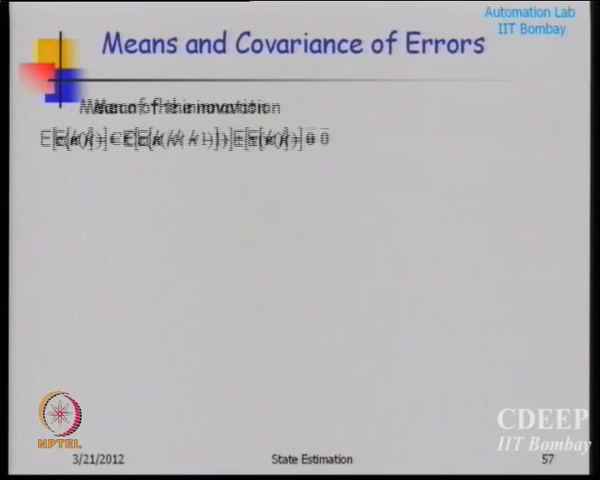 Automation Lab
IIT Bombay
Means and Covariance of Errors
Mean of the innovation
CDEEP
IIT Bombay
NPTEL
3/21/2012
State Estimation
57